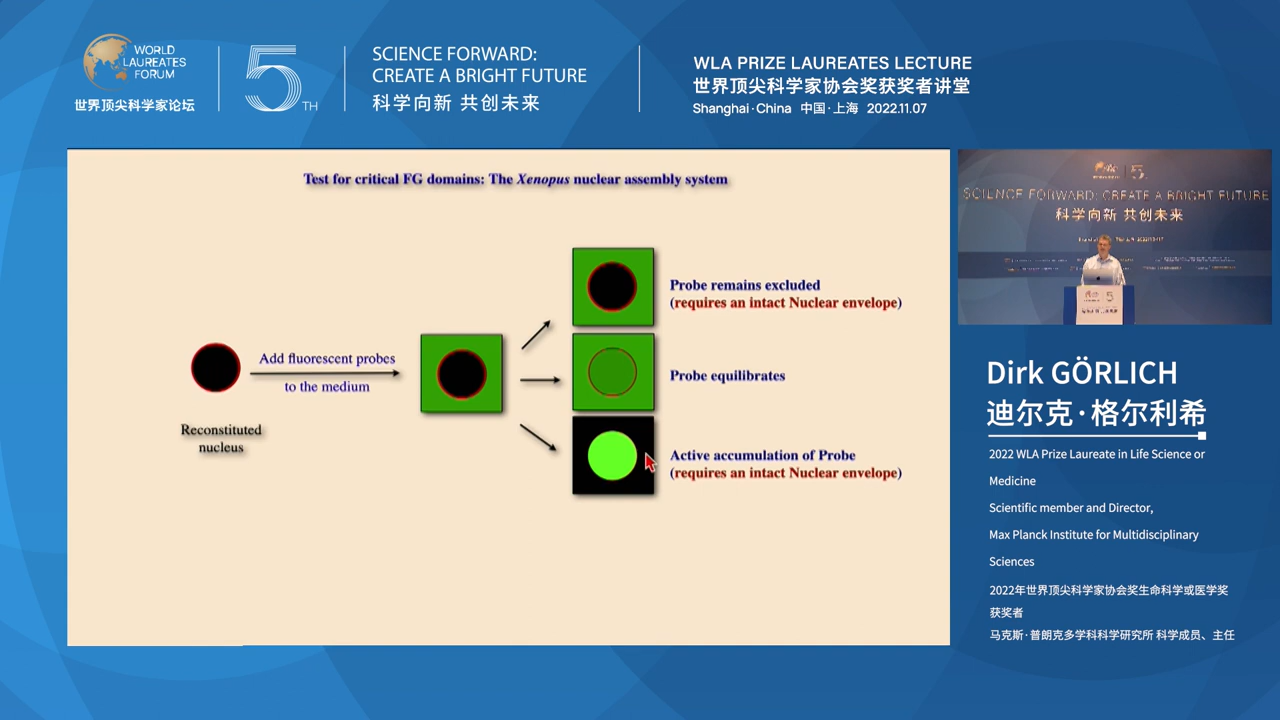 WORLD
LAUREATES
FORUM
世界顶尖科学家论坛
5TH
SCIENCE FORWARD:
CREATE A BRIGHT FUTURE
科学向新 共创未来
WLA PRIZE LAUREATES LECTURE
世界顶尖科学家协会奖获奖者讲堂
Shanghai·China 中国·上海 2022.11.07
Test for critical FG domains: The Xenopus nuclear assembly system
Reconstituted
nucleus
Add fluorescent probes
to the medium
Probe remains excluded
(requires an intact Nuclear envelope)
Probe equilibrates
Active accumulation of Probe
(requires an intact Nuclear envelope)
5
SCIENCE FORWARD: CREATE A BRIGHT FUTURE
科学向新 共创未来
5
Dirk GÖRLICH
迪尔克·格尔利希
2022 WLA Prize Laureate in Life Science or
Medicine
Scientific member and Director,
Max Planck Institute for Multidisciplinary
Sciences
2022年世界顶尖科学家协会奖生命科学或医学奖
获奖者
马克斯·普朗克多学科科学研究所 科学成员、主任